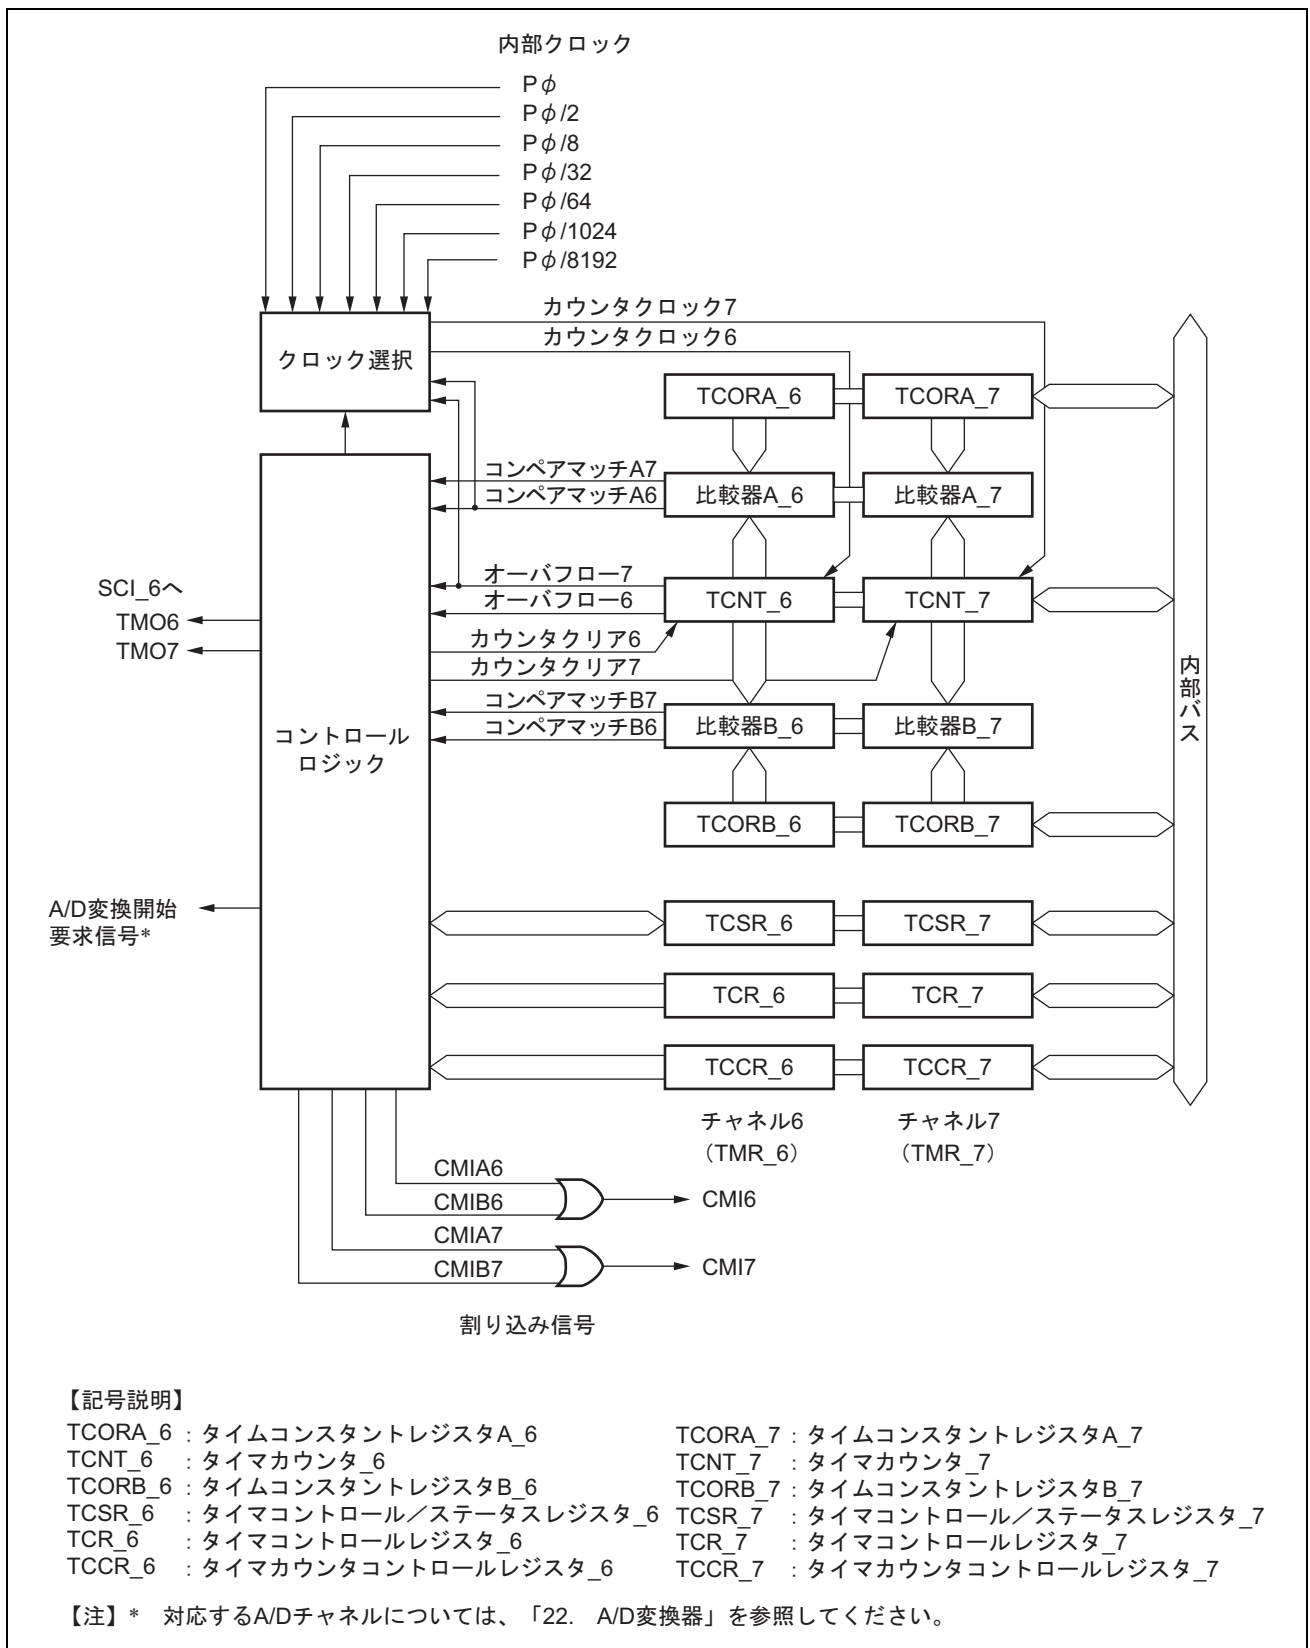 内部クロック
Pφ
Pφ/2
Pφ/8
Pφ/32
Pφ/64
Pφ/1024
Pφ/8192
カウンタクロック7
カウンタクロック6
クロック選択
TCORA_6
TCORA_7
コンペアマッチA7
コンペアマッチA6
比較器A_6
比較器A_7
オーバフロー7
オーバフロー6
TCNT_6
TCNT_7
SCI_6へ
TMO6
TMO7
カウンタクリア6
カウンタクリア7
コンペアマッチB7
コンペアマッチB6
比較器B_6
比較器B_7
内部バス
コントロール
ロジック
TCORB_6
TCORB_7
A/D変換開始
要求信号*
TCSR_6
TCSR_7
TCR_6
TCR_7
TCCR_6
TCCR_7
チャネル6
(TMR_6)
チャネル7
(TMR_7)
CMIA6
CMIB6
CMI6
CMIA7
CMIB7
CMI7
割り込み信号
【記号説明】
TCORA_6 : タイムコンスタントレジスタA_6
TCNT_6 : タイマカウンタ_6
TCORB_6 : タイムコンスタントレジスタB_6
TCSR_6 : タイマコントロール/ステータスレジスタ_6
TCR_6 : タイマコントロールレジスタ_6
TCCR_6 : タイマカウンタコントロールレジスタ_6
TCORA_7 : タイムコンスタントレジスタA_7
TCNT_7 : タイマカウンタ_7
TCORB_7 : タイムコンスタントレジスタB_7
TCSR_7 : タイマコントロール/ステータスレジスタ_7
TCR_7 : タイマコントロールレジスタ_7
TCCR_7 : タイマカウンタコントロールレジスタ_7
【注】* 対応するA/Dチャネルについては、「22. A/D変換器」を参照してください。